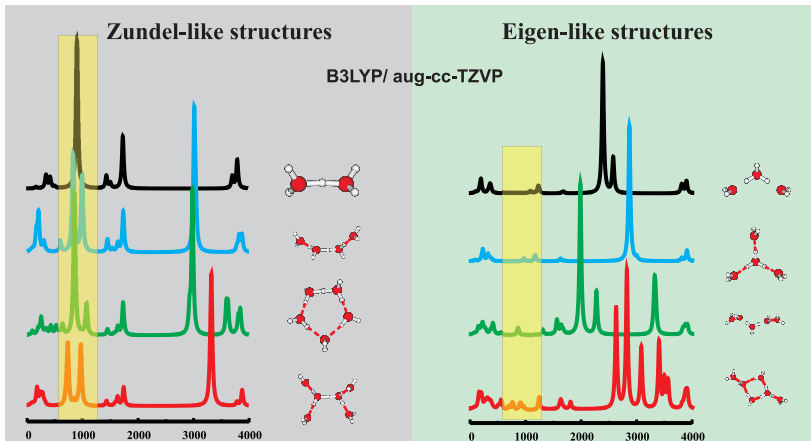 Zundel-like structures
Eigen-like structures
B3LYP/ aug-cc-TZVP
0 1000 2000 3000 4000
0 1000 2000 3000 4000